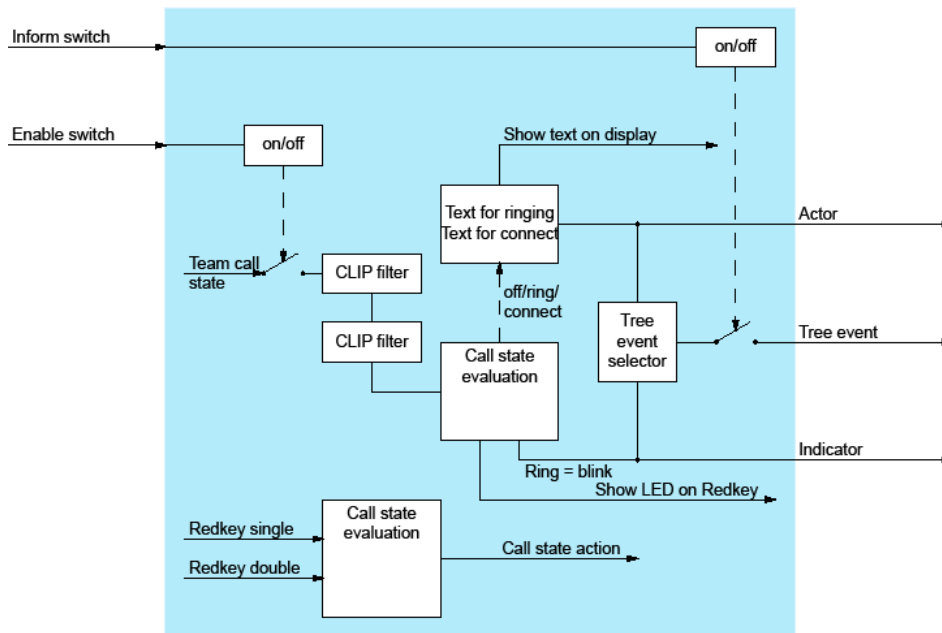 Inform switch
on/off
Enable switch
on/off
Show text on display
Text for ringing
Text for connect
Actor
Team call
state
CLIP filter
off/ring/
connect
CLIP filter
Tree
event
selector
Tree event
Call state
evaluation
Indicator
Ring = blink
Show LED on Redkey
Call state
evaluation
Redkey single
Call state action
Redkey double